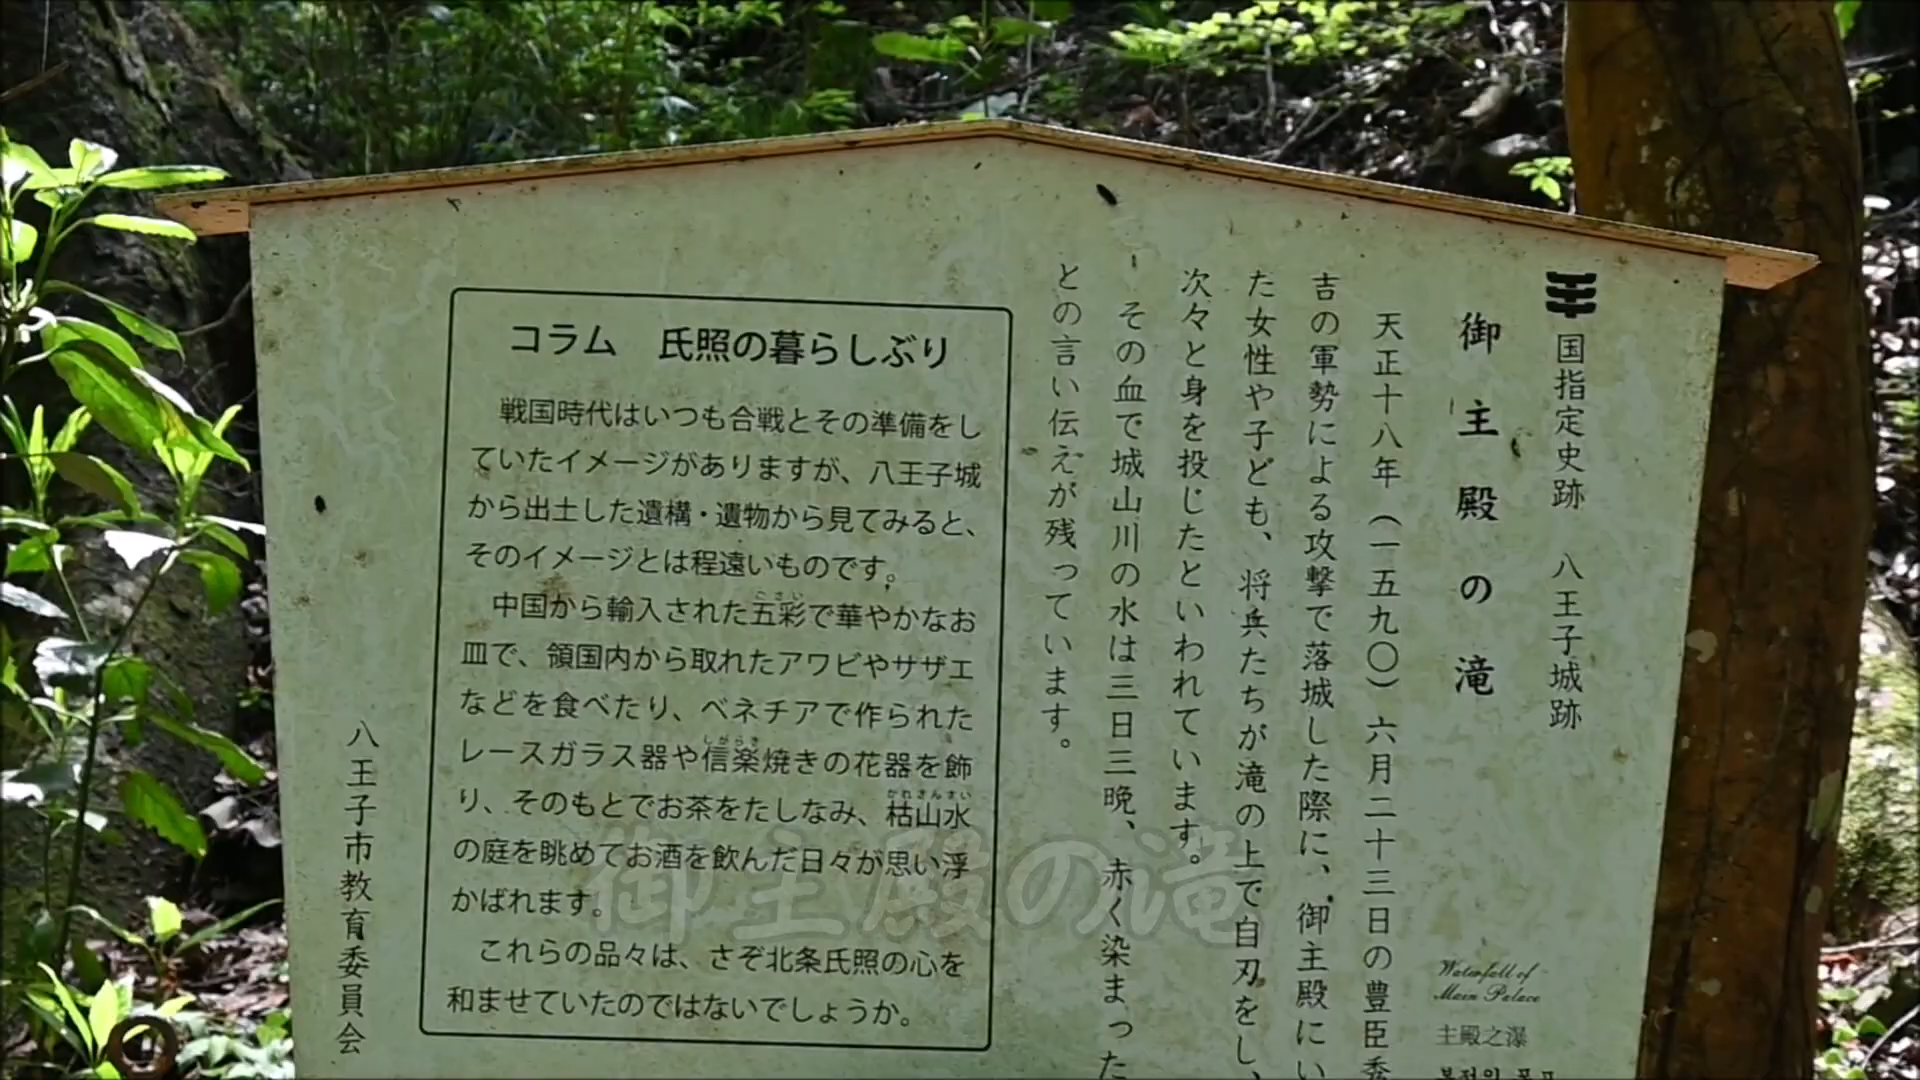 国指定史跡　八王子城跡
御主殿の滝
天正十八年（一五九〇）六月二十三日の豊臣秀
吉の軍勢による攻撃で落城した際に、御主殿にい
た女性や子ども、将兵たちが滝の上で自刃をし、
次々と身を投じたといわれています。
その血で城山川の水は三日三晩、赤く染まった
との言い伝えが残っています。
Waterfall of
Main Palace
主殿之瀑
コラム　氏照の暮らしぶり
戦国時代はいつも合戦とその準備をし
ていたイメージがありますが、八王子城
から出土した遺構・遺物から見てみると、
そのイメージとは程遠いものです。
ごさい
中国から輸入された五彩で華やかなお
皿で、領国内から取れたアワビやサザエ
などを食べたり、ベネチアで作られた
しがらき
レースガラス器や信楽焼きの花器を飾
かれさんすい
り、そのもとでお茶をたしなみ、枯山水
の庭を眺めてお酒を飲んだ日々が思い浮
かばれます。
これらの品々は、さぞ北条氏照の心を
和ませていたのではないでしょうか。
八王子市教育委員会
御主殿の滝